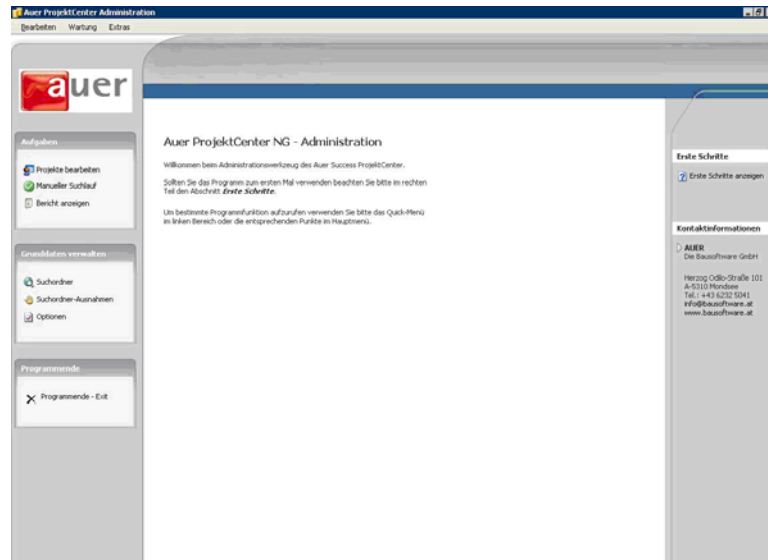 Auer ProjektCenter Administration
Bearbeiten Wartung Extras
auer
Aufgaben
Projekte bearbeiten
Manueller Suchlauf
Bericht anzeigen
Grunddaten verwalten
Suchordner
Suchordner-Ausnahmen
Optionen
Programmende
Programmende - Exit
Auer ProjektCenter NG - Administration
Willkommen beim Administrationswerkzeug des Auer Success ProjektCenter.
Sollten Sie das Programm zum ersten Mal verwenden beachten Sie bitte im rechten
Teil den Abschnitt Erste Schritte.
Um bestimmte Programmfunktion aufzurufen verwenden Sie bitte das Quick-Menü
im linken Bereich oder die entsprechenden Punkte im Hauptmenü.
Erste Schritte
Erste Schritte anzeigen
Kontaktinformationen
AUER
Die Bausoftware GmbH
Herzog Odilo-Straße 101
A-5310 Mondsee
Tel.: +43 6232 5041
info@bausoftware.at
www.bausoftware.at